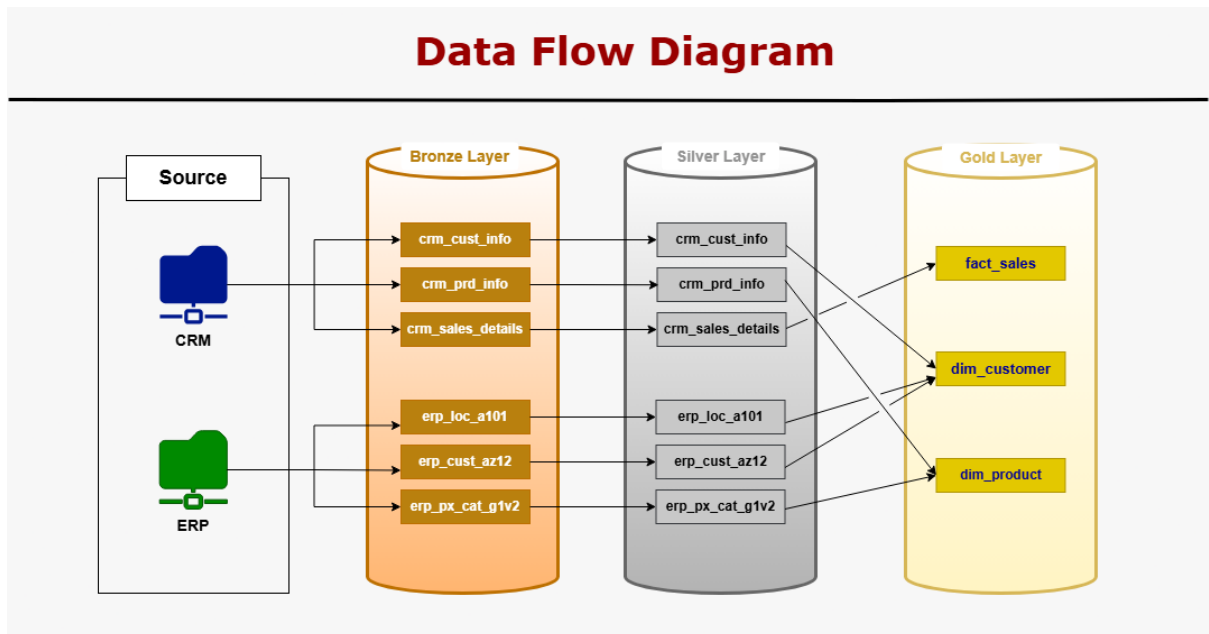 Data Flow Diagram
Source
CRM
ERP
Bronze Layer
crm_cust_info
crm_prd_info
crm_sales_details
erp_loc_a101
erp_cust_az12
erp_px_cat_g1v2
Silver Layer
crm_cust_info
crm_prd_info
crm_sales_details
erp_loc_a101
erp_cust_az12
erp_px_cat_g1v2
Gold Layer
fact_sales
dim_customer
dim_product